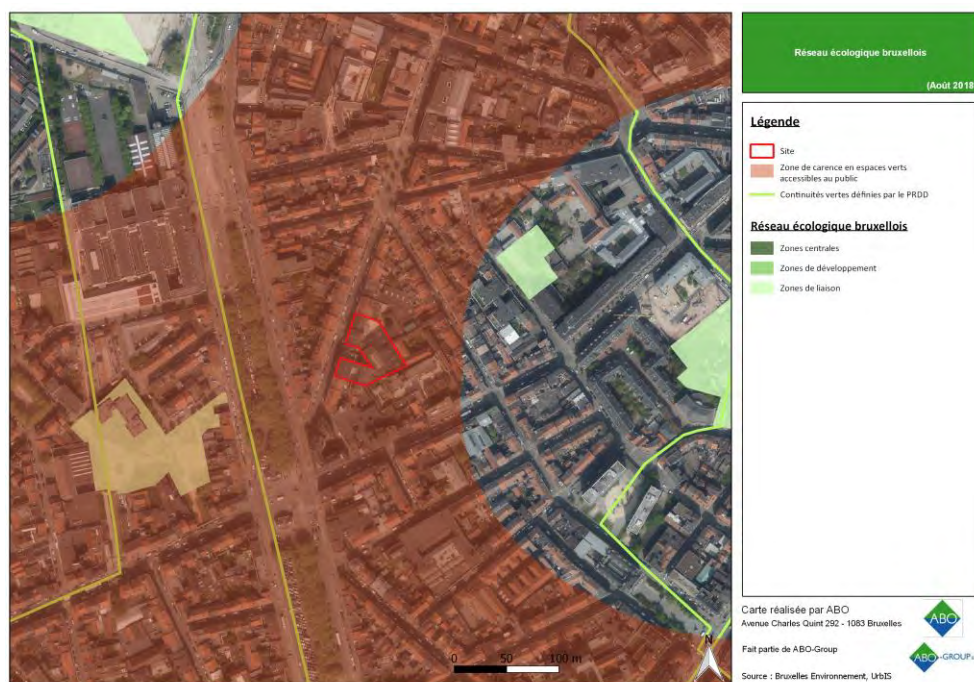 Réseau écologique bruxellois
(Août 2018)
Légende
Site
Zone de carence en espaces verts
accessibles au public
Continuités vertes définies par le PRDD
Réseau écologique bruxellois
Zones centrales
Zones de développement
Zones de liaison
N
0 50 100 m
Carte réalisée par ABO
Avenue Charles Quint 292 - 1083 Bruxelles
ABO
Fait partie de ABO-Group
ABO-GROUP
Source : Bruxelles Environnement, UrbIS